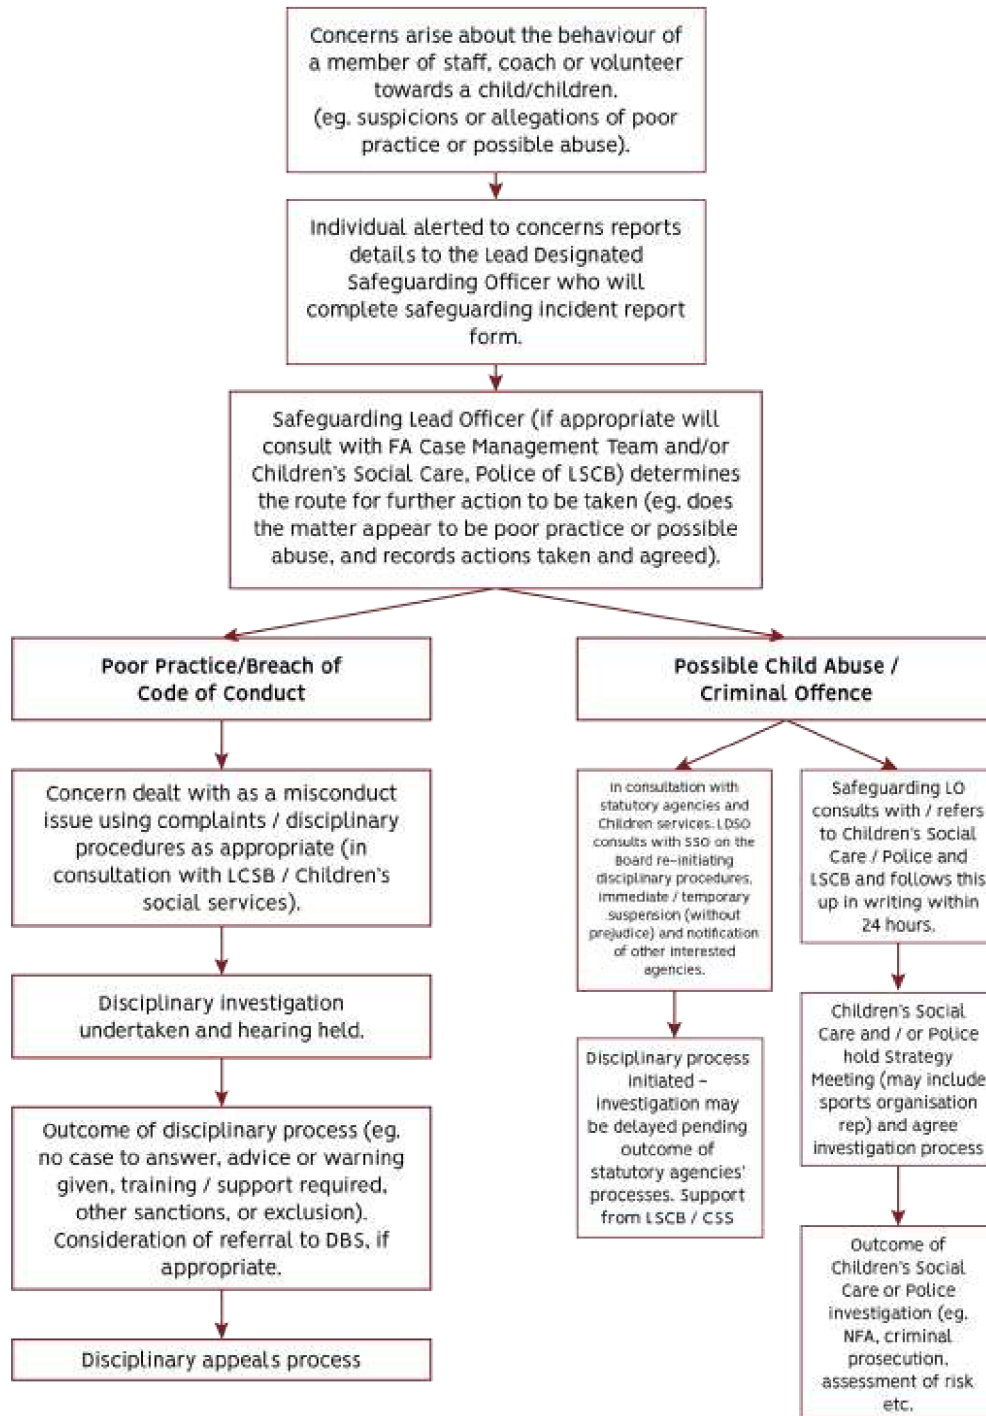 Concerns arise about the behaviour of
a member of staff, coach or volunteer
towards a child/children.
(eg. suspicions or allegations of poor
practice or possible abuse).
Individual alerted to concerns reports
details to the Lead Designated
Safeguarding Officer who will
complete safeguarding incident report
form.
Safeguarding Lead Officer (if appropriate will
consult with FA Case Management Team and/or
Children's Social Care, Police of LSCB) determines
the route for further action to be taken (eg. does
the matter appear to be poor practice or possible
abuse, and records actions taken and agreed).
Poor Practice/Breach of
Code of Conduct
Concern dealt with as a misconduct
issue using complaints / disciplinary
procedures as appropriate (in
consultation with LCSB / Children's
social services).
Disciplinary investigation
undertaken and hearing held.
Outcome of disciplinary process (eg.
no case to answer, advice or warning
given, training / support required,
other sanctions, or exclusion).
Consideration of referral to DBS, if
appropriate.
Disciplinary appeals process
Possible Child Abuse /
Criminal Offence
In consultation with
statutory agencies and
Children services. LDSO
consults with SSO on the
Board re-initiating
disciplinary procedures,
immediate / temporary
suspension (without
prejudice) and notification
of other interested
agencies.
Disciplinary process
initiated –
investigation may
be delayed pending
outcome of
statutory agencies'
processes. Support
from LSCB / CSS
Safeguarding LO
consults with / refers
to Children's Social
Care / Police and
LSCB and follows this
up in writing within
24 hours.
Children's Social
Care and / or Police
hold Strategy
Meeting (may include
sports organisation
rep) and agree
investigation process
Outcome of
Children's Social
Care or Police
investigation (eg.
NFA, criminal
prosecution,
assessment of risk
etc.